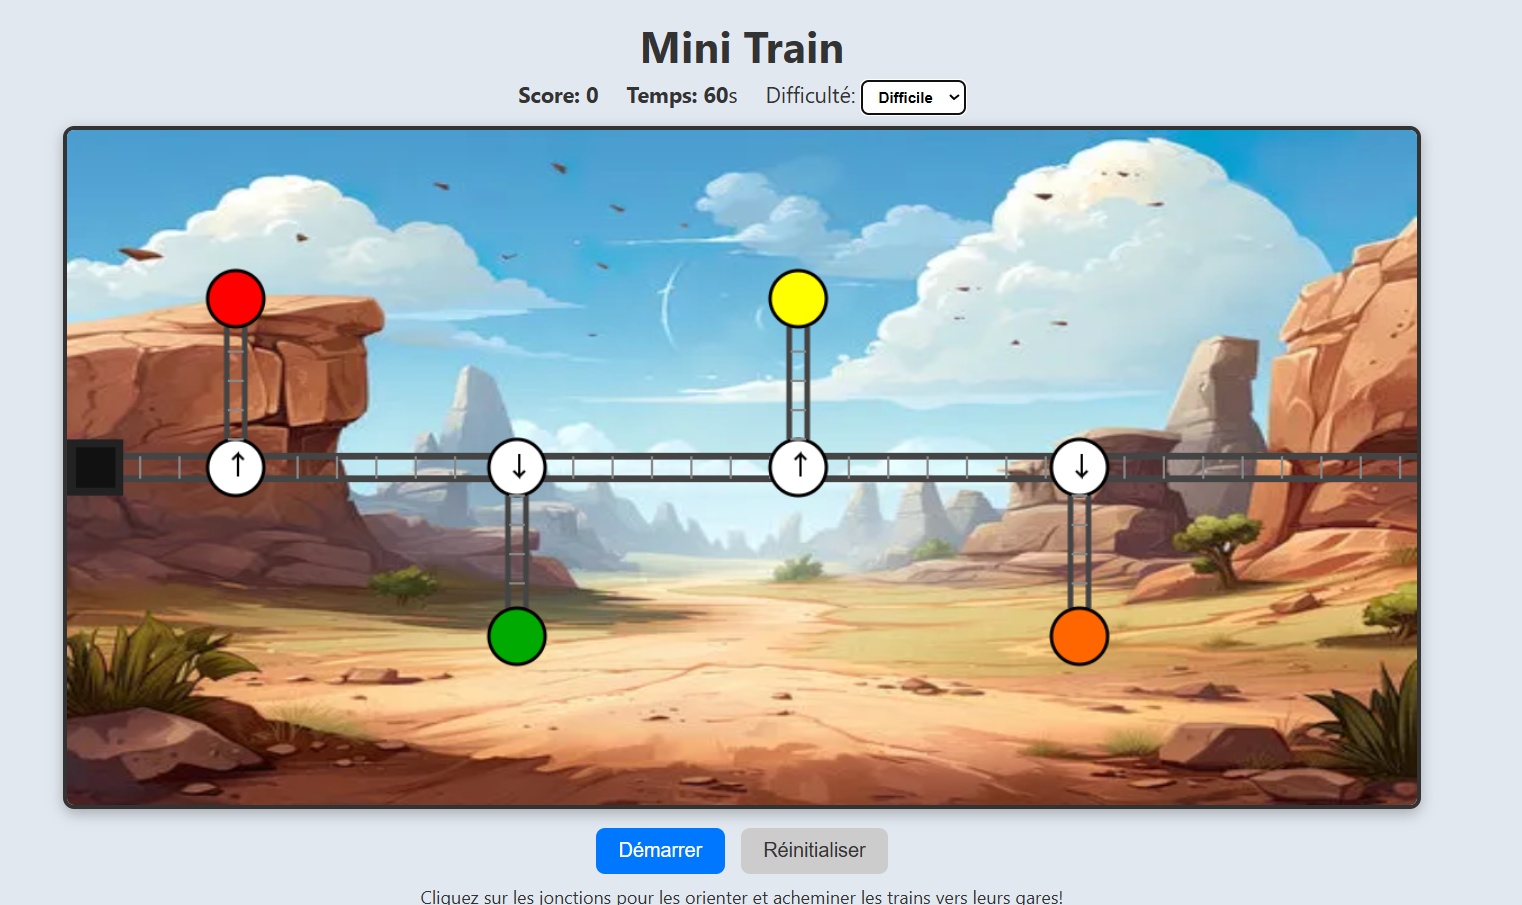 Mini Train
Score: 0 Temps: 60s Difficulté: Difficile
↑ ↓ ↑ ↓
Démarrer Réinitialiser
Cliquez sur les jonctions pour les orienter et acheminer les trains vers leurs gares!